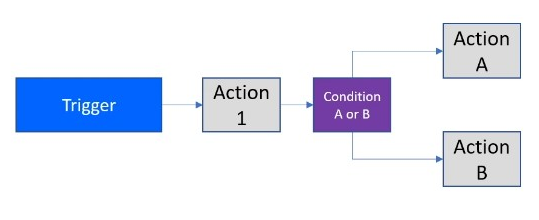 Trigger
Action
1
Condition
A or B
Action
A
Action
B